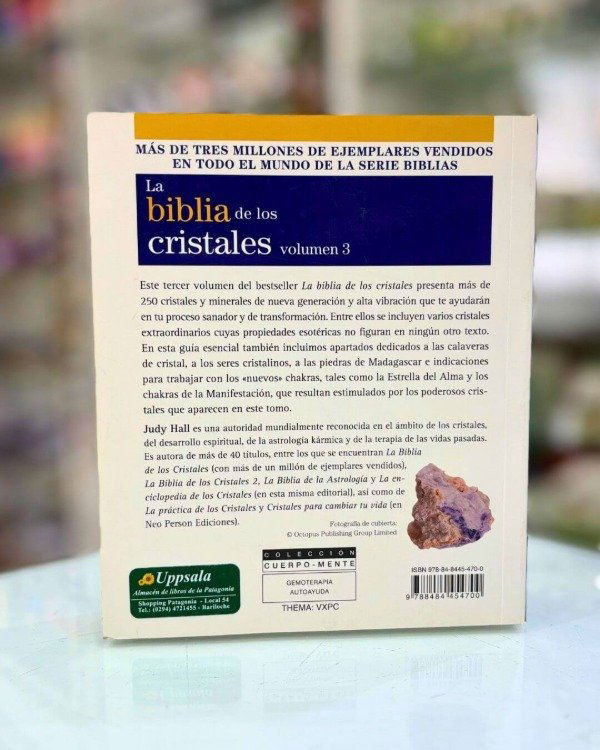 MÁS DE TRES MILLONES DE EJEMPLARES VENDIDOS
EN TODO EL MUNDO DE LA SERIE BIBLIAS
La
biblia de los
cristales volumen 3
Este tercer volumen del bestseller La biblia de los cristales presenta más de
250 cristales y minerales de nueva generación y alta vibración que te ayudarán
en tu proceso sanador y de transformación. Entre ellos se incluyen varios cristales
extraordinarios cuyas propiedades esotéricas no figuran en ningún otro texto.
En esta guía esencial también incluimos apartados dedicados a las calaveras
de cristal, a los seres cristalinos, a las piedras de Madagascar e indicaciones
para trabajar con los «nuevos» chakras, tales como la Estrella del Alma y los
chakras de la Manifestación, que resultan estimulados por los poderosos cris-
tales que aparecen en este tomo.
Judy Hall es una autoridad mundialmente reconocida en el ámbito de los cristales,
del desarrollo espiritual, de la astrología kármica y de la terapia de las vidas pasadas.
Es autora de más de 40 títulos, entre los que se encuentran La Biblia
de los Cristales (con más de un millón de ejemplares vendidos),
La Biblia de los Cristales 2, La Biblia de la Astrología y La en-
ciclopedia de los Cristales (en esta misma editorial), así como de
La práctica de los Cristales y Cristales para cambiar tu vida (en
Neo Person Ediciones).
Fotografía de cubierta:
© Octopus Publishing Group Limited
COLECCIÓN
CUERPO-MENTE
GEMOTERAPIA
AUTOAYUDA
THEMA: VXPC
ISBN 978-84-8445-470-0
9 788484 454700
Uppsala
Almacén de libros de la Patagonia
Shopping Patagonia - Local 54
Tel.: (0294) 4721455 - Bariloche